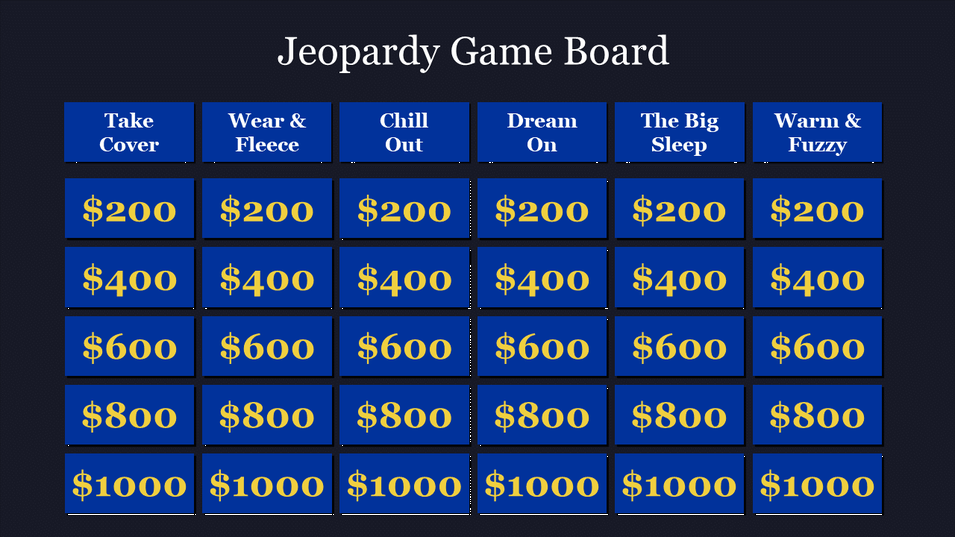 Jeopardy Game Board
Take
Cover
Wear &
Fleece
Chill
Out
Dream
On
The Big
Sleep
Warm &
Fuzzy
$200 $200 $200 $200 $200 $200
$400 $400 $400 $400 $400 $400
$600 $600 $600 $600 $600 $600
$800 $800 $800 $800 $800 $800
$1000 $1000 $1000 $1000 $1000 $1000